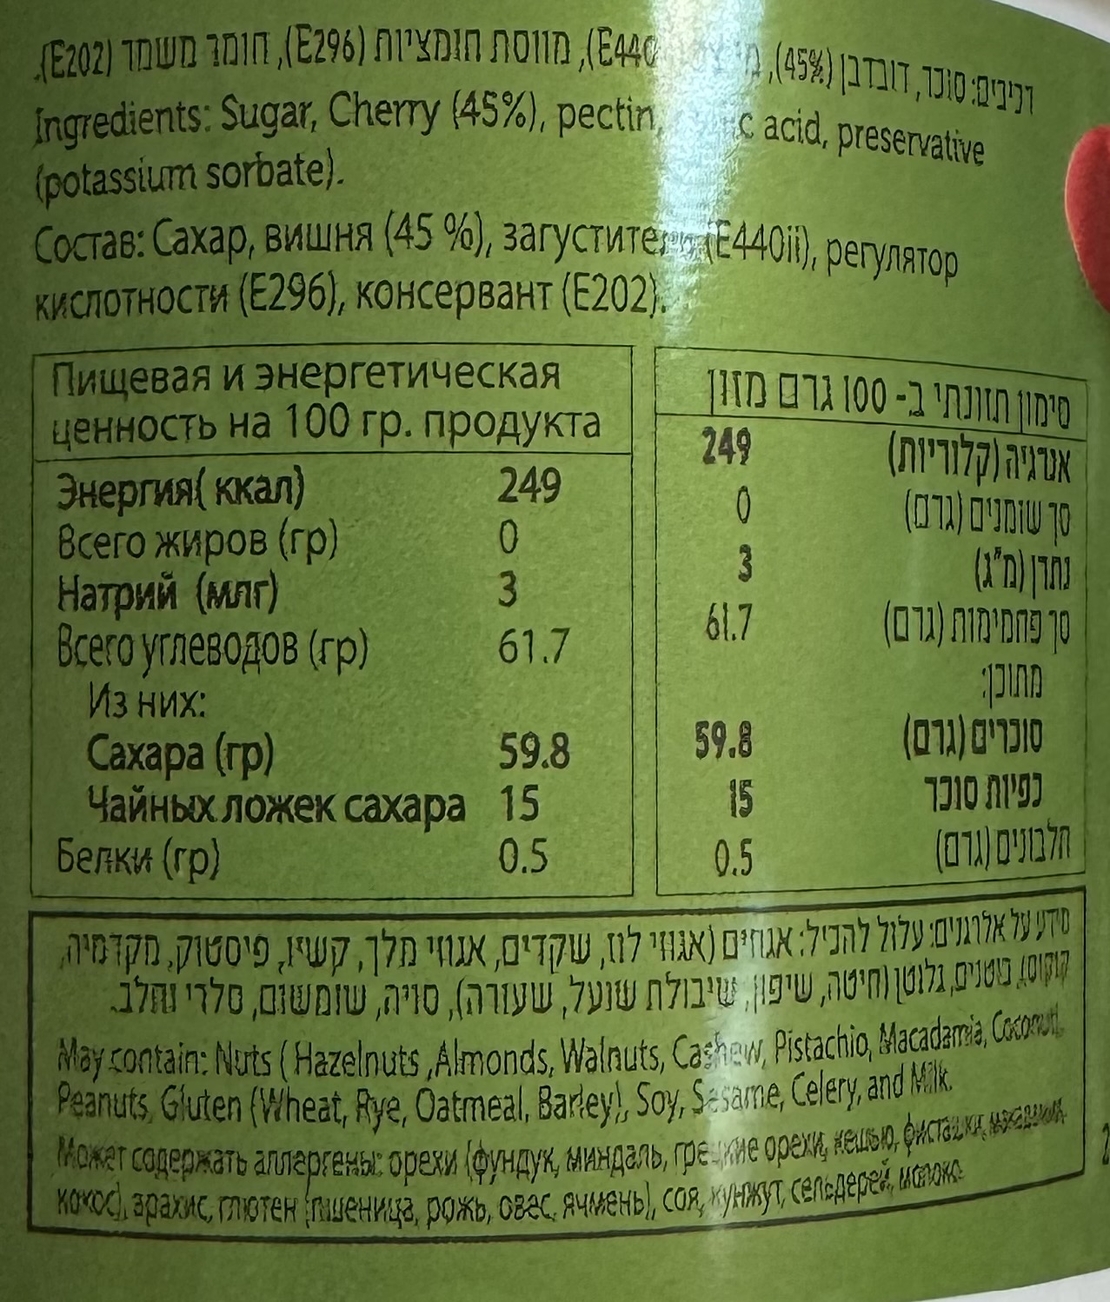 רכיבים: סוכר, דובדבן (45%), (E440, מווסת חומציות (E296), חומר משמר (E202).
Ingredients: Sugar, Cherry (45%), pectin, acid, preservative
(potassium sorbate).
Состав: Сахар, вишня (45 %), загуститель (E440ii), регулятор
кислотности (E296), консервант (E202).
Пищевая и энергетическая
ценность на 100 гр. продукта
Энергия( ккал) 249
Всего жиров (гр) 0
Натрий (млг) 3
Всего углеводов (гр) 61.7
Из них:
Сахара (гр) 59.8
Чайных ложек сахара 15
Белки (гр) 0.5
סימון תזונתי ב- 100 גרם מזון
אנרגיה (קלוריות) 249
סך שומנים (גרם) 0
נתרן (מ"ג) 3
סך פחמימות (גרם) 61.7
מתוכן:
סוכרים (גרם) 59.8
כפיות סוכר 15
חלבונים (גרם) 0.5
מידע על אלרגנים: עלול להכיל: אגוזים (אגוזי לוז, שקדים, אגוזי מלך, קשיו, פיסטוק, מקדמיה,
קוקוס), בוטנים, גלוטן (חיטה, שיפון, שיבולת שועל, שעורה), סויה, שומשום, סלרי וחלב.
May contain: Nuts ( Hazelnuts ,Almonds, Walnuts, Cashew, Pistachio, Macadamia, Coconut),
Peanuts, Gluten (Wheat, Rye, Oatmeal, Barley), Soy, Sesame, Celery, and Milk.
Может содержать аллергены: орехи (фундук, миндаль, грецкие орехи, кешью, фисташки,
кокос), арахис, глютен (пшеница, рожь, овес, ячмень), соя, кунжут, сельдерей, молоко.